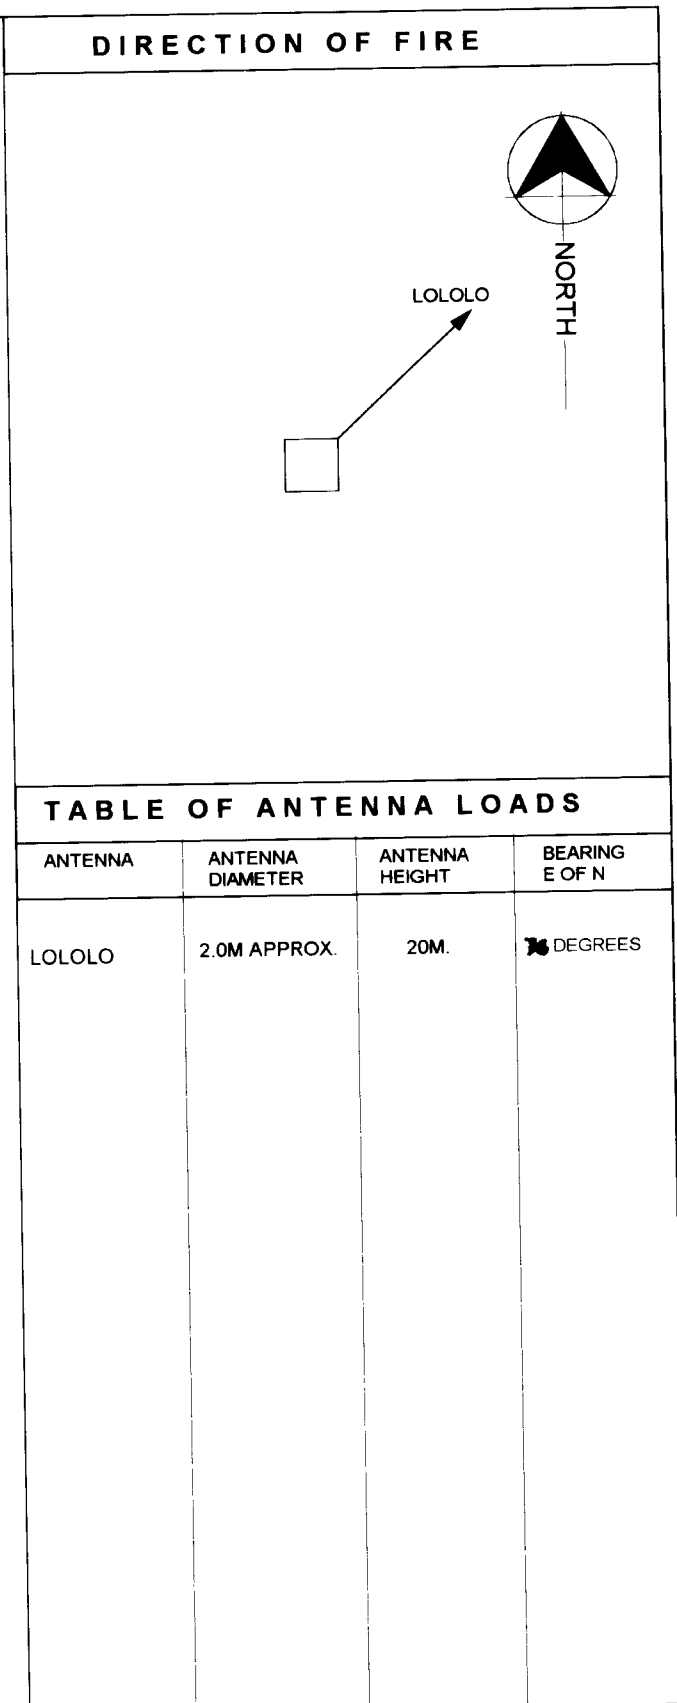 DIRECTION OF FIRE
NORTH
LOLOLO
TABLE OF ANTENNA LOADS
ANTENNA
ANTENNA
DIAMETER
ANTENNA
HEIGHT
BEARING
E OF N
LOLOLO
2.0M APPROX.
20M.
DEGREES